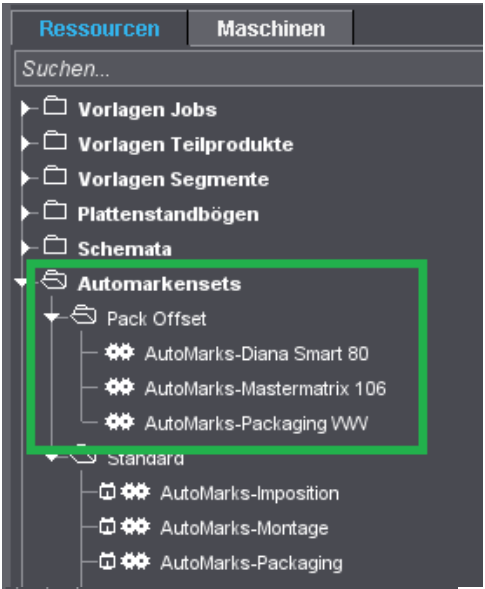 Ressourcen Maschinen
Suchen...
Vorlagen Jobs
Vorlagen Teilprodukte
Vorlagen Segmente
Plattenstandbögen
Schemata
Automarkensets
Pack Offset
AutoMarks-Diana Smart 80
AutoMarks-Mastermatrix 106
AutoMarks-Packaging VWV
Standard
AutoMarks-Imposition
AutoMarks-Montage
AutoMarks-Packaging